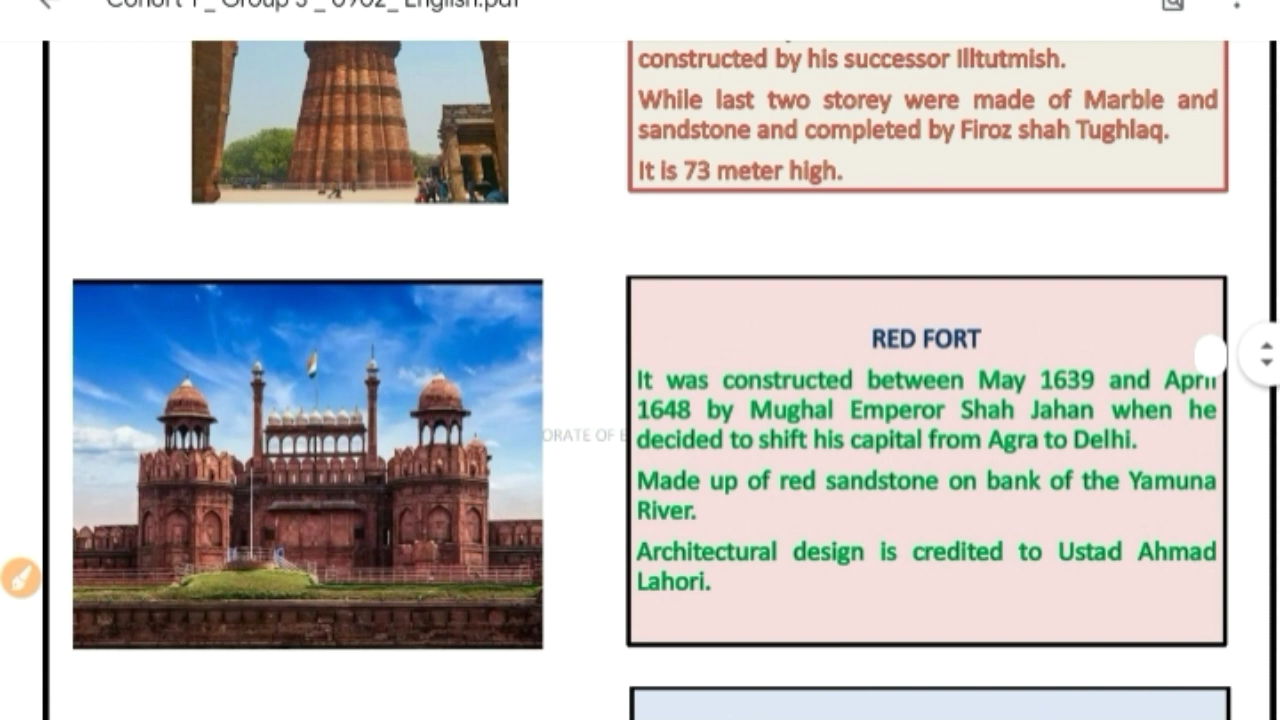 constructed by his successor Illtutmish.
While last two storey were made of Marble and
sandstone and completed by Firoz shah Tughlaq.
It is 73 meter high.
RED FORT
It was constructed between May 1639 and April
1648 by Mughal Emperor Shah Jahan when he
decided to shift his capital from Agra to Delhi.
Made up of red sandstone on bank of the Yamuna
River.
Architectural design is credited to Ustad Ahmad
Lahori.
ORATE OF E